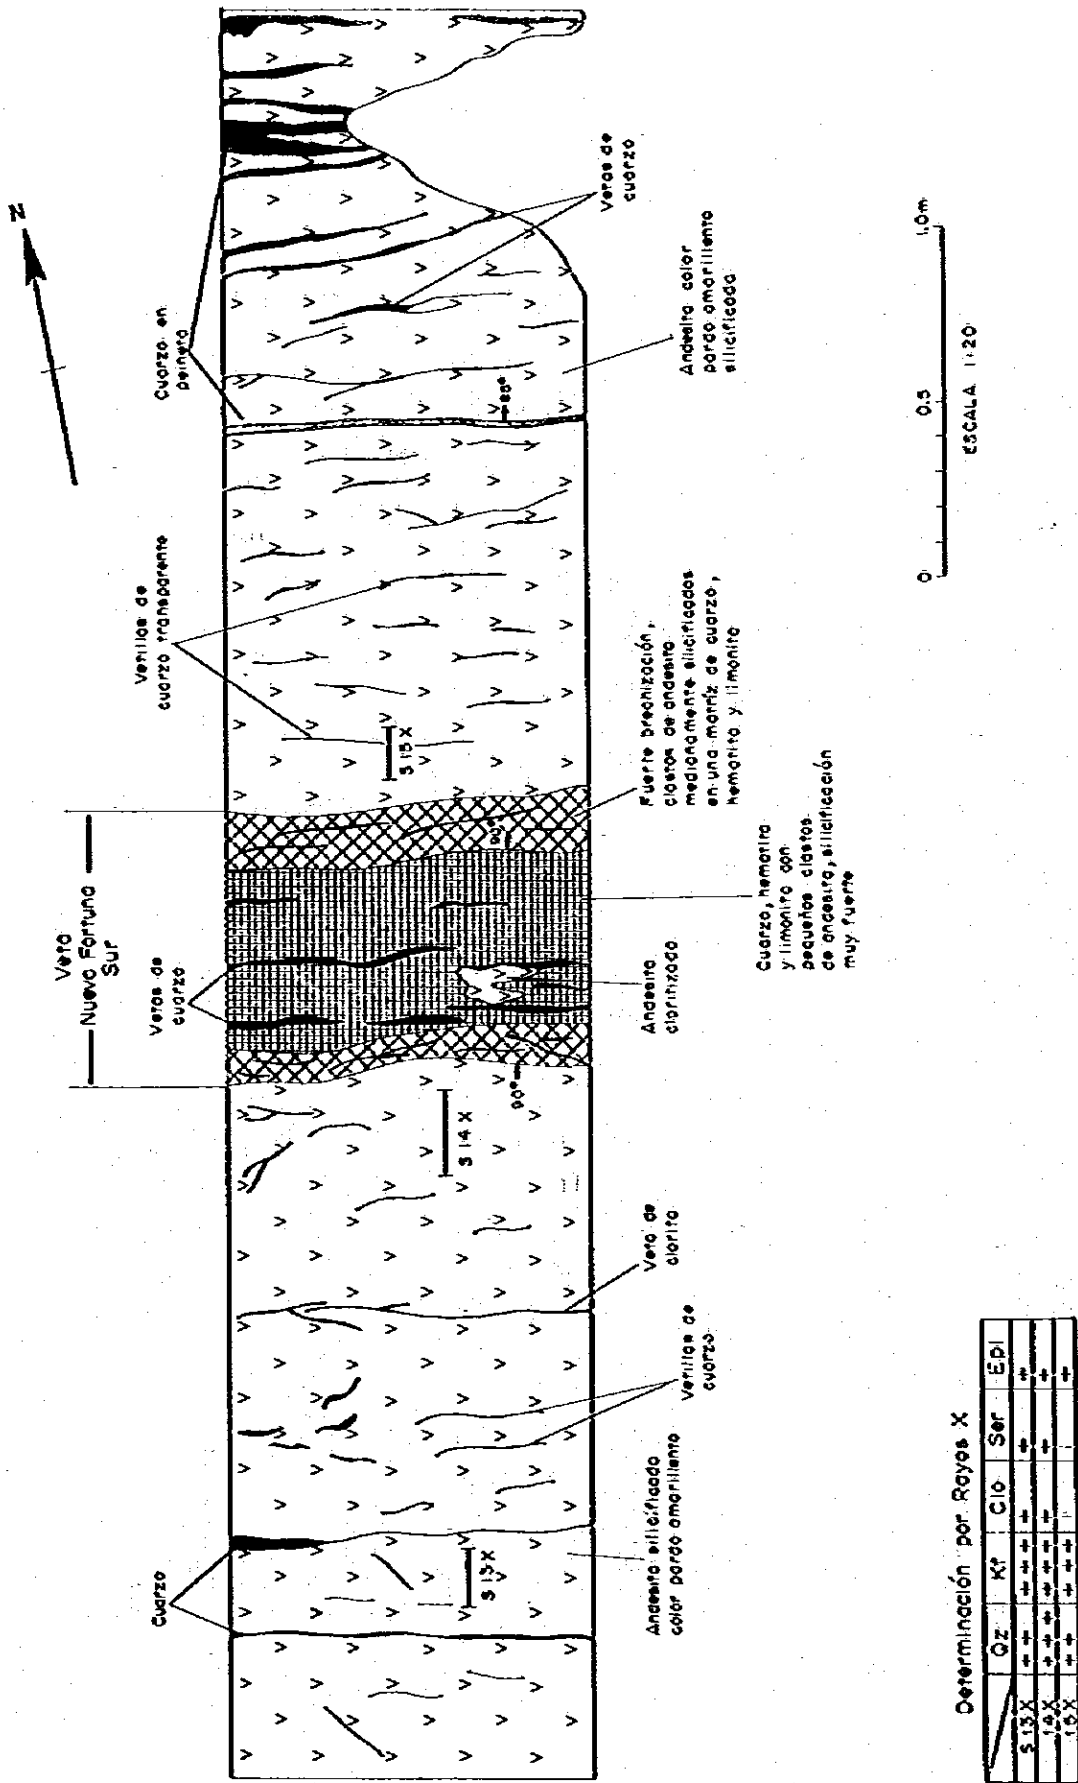 N
Veta
Nueva Fortuna
Sur
Cuarzo
Vetas de
cuarzo
Vetillas de
cuarzo transparente
Cuarzo en
peineta
S 13 X
S 14 X
S 15 X
90°
90°
85°
Andesita silicificada
color pardo amarillento
Vetillas de
cuarzo
Veta de
clorita
Andesita
cloritizada
Cuarzo, hematita
y limonita con
pequeños clastos
de andesita, silicificación
muy fuerte
Fuerte brechización,
clastos de andesita
medianamente silicificados
en una matríz de cuarzo,
hematita y limonita
Andesita color
pardo amarillento
silicificada
Vetas de
cuarzo
0 0.5 1.0m
ESCALA 1:20
Determinación por Rayos X
Qz Kf Clo Ser Epi
S 13 X ++ +++ + + +
14 X +++ +++ + + +
15 X ++ +++ +